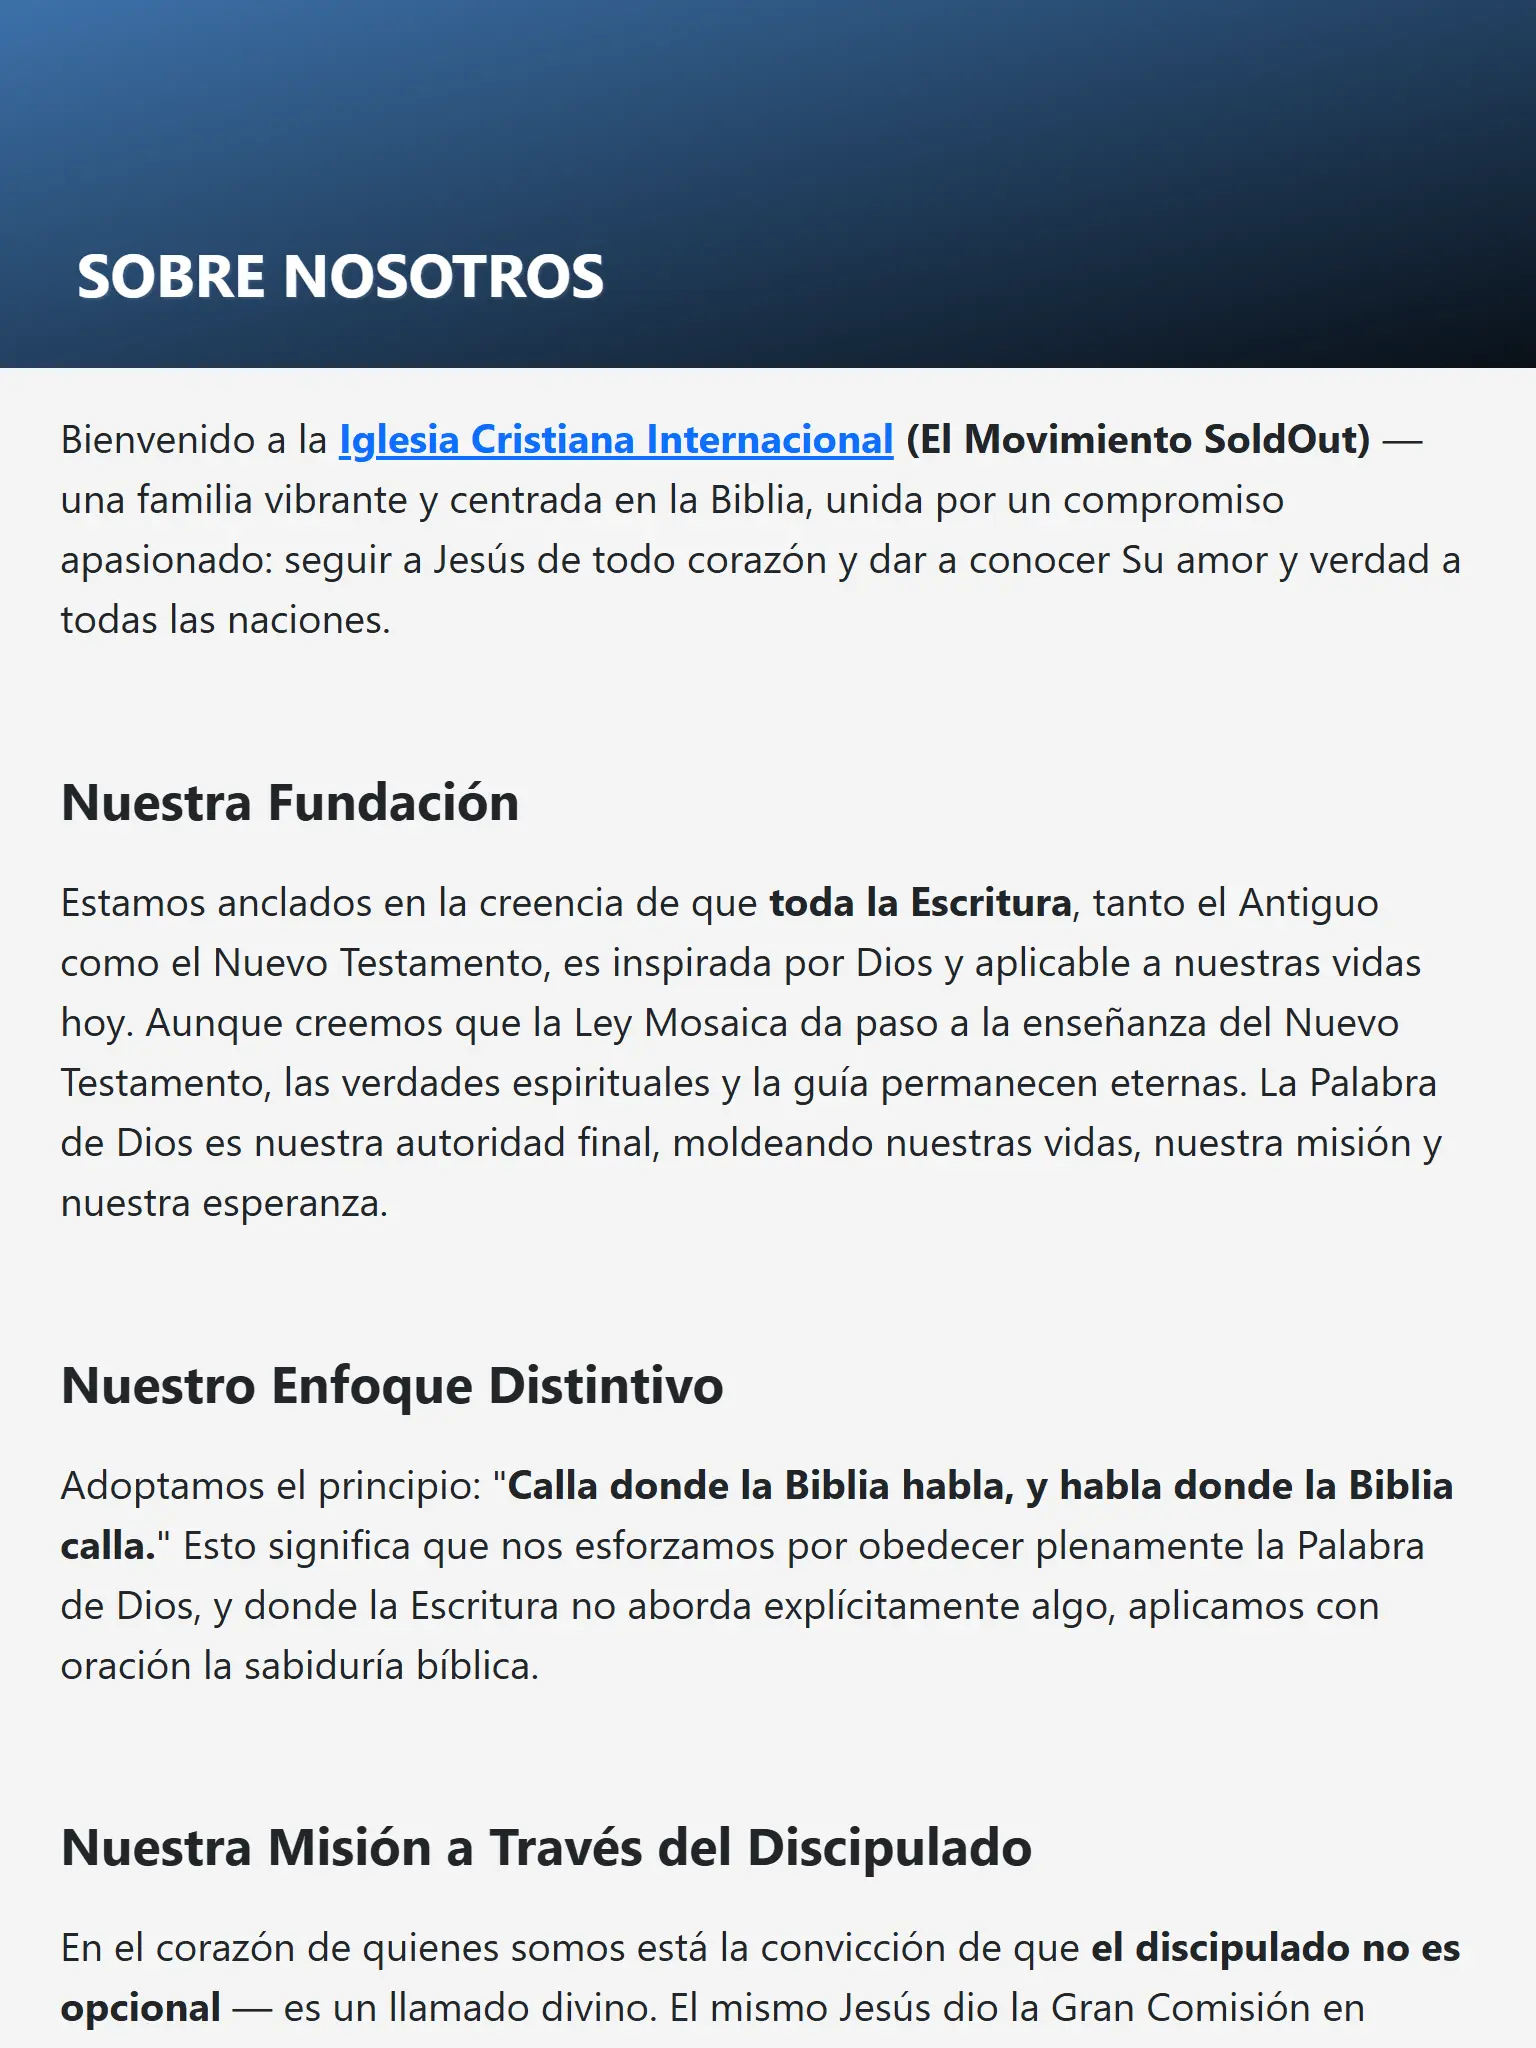 SOBRE NOSOTROS
Bienvenido a la Iglesia Cristiana Internacional (El Movimiento SoldOut) —
una familia vibrante y centrada en la Biblia, unida por un compromiso
apasionado: seguir a Jesús de todo corazón y dar a conocer Su amor y verdad a
todas las naciones.
Nuestra Fundación
Estamos anclados en la creencia de que toda la Escritura, tanto el Antiguo
como el Nuevo Testamento, es inspirada por Dios y aplicable a nuestras vidas
hoy. Aunque creemos que la Ley Mosaica da paso a la enseñanza del Nuevo
Testamento, las verdades espirituales y la guía permanecen eternas. La Palabra
de Dios es nuestra autoridad final, moldeando nuestras vidas, nuestra misión y
nuestra esperanza.
Nuestro Enfoque Distintivo
Adoptamos el principio: "Calla donde la Biblia habla, y habla donde la Biblia
calla." Esto significa que nos esforzamos por obedecer plenamente la Palabra
de Dios, y donde la Escritura no aborda explícitamente algo, aplicamos con
oración la sabiduría bíblica.
Nuestra Misión a Través del Discipulado
En el corazón de quienes somos está la convicción de que el discipulado no es
opcional — es un llamado divino. El mismo Jesús dio la Gran Comisión en